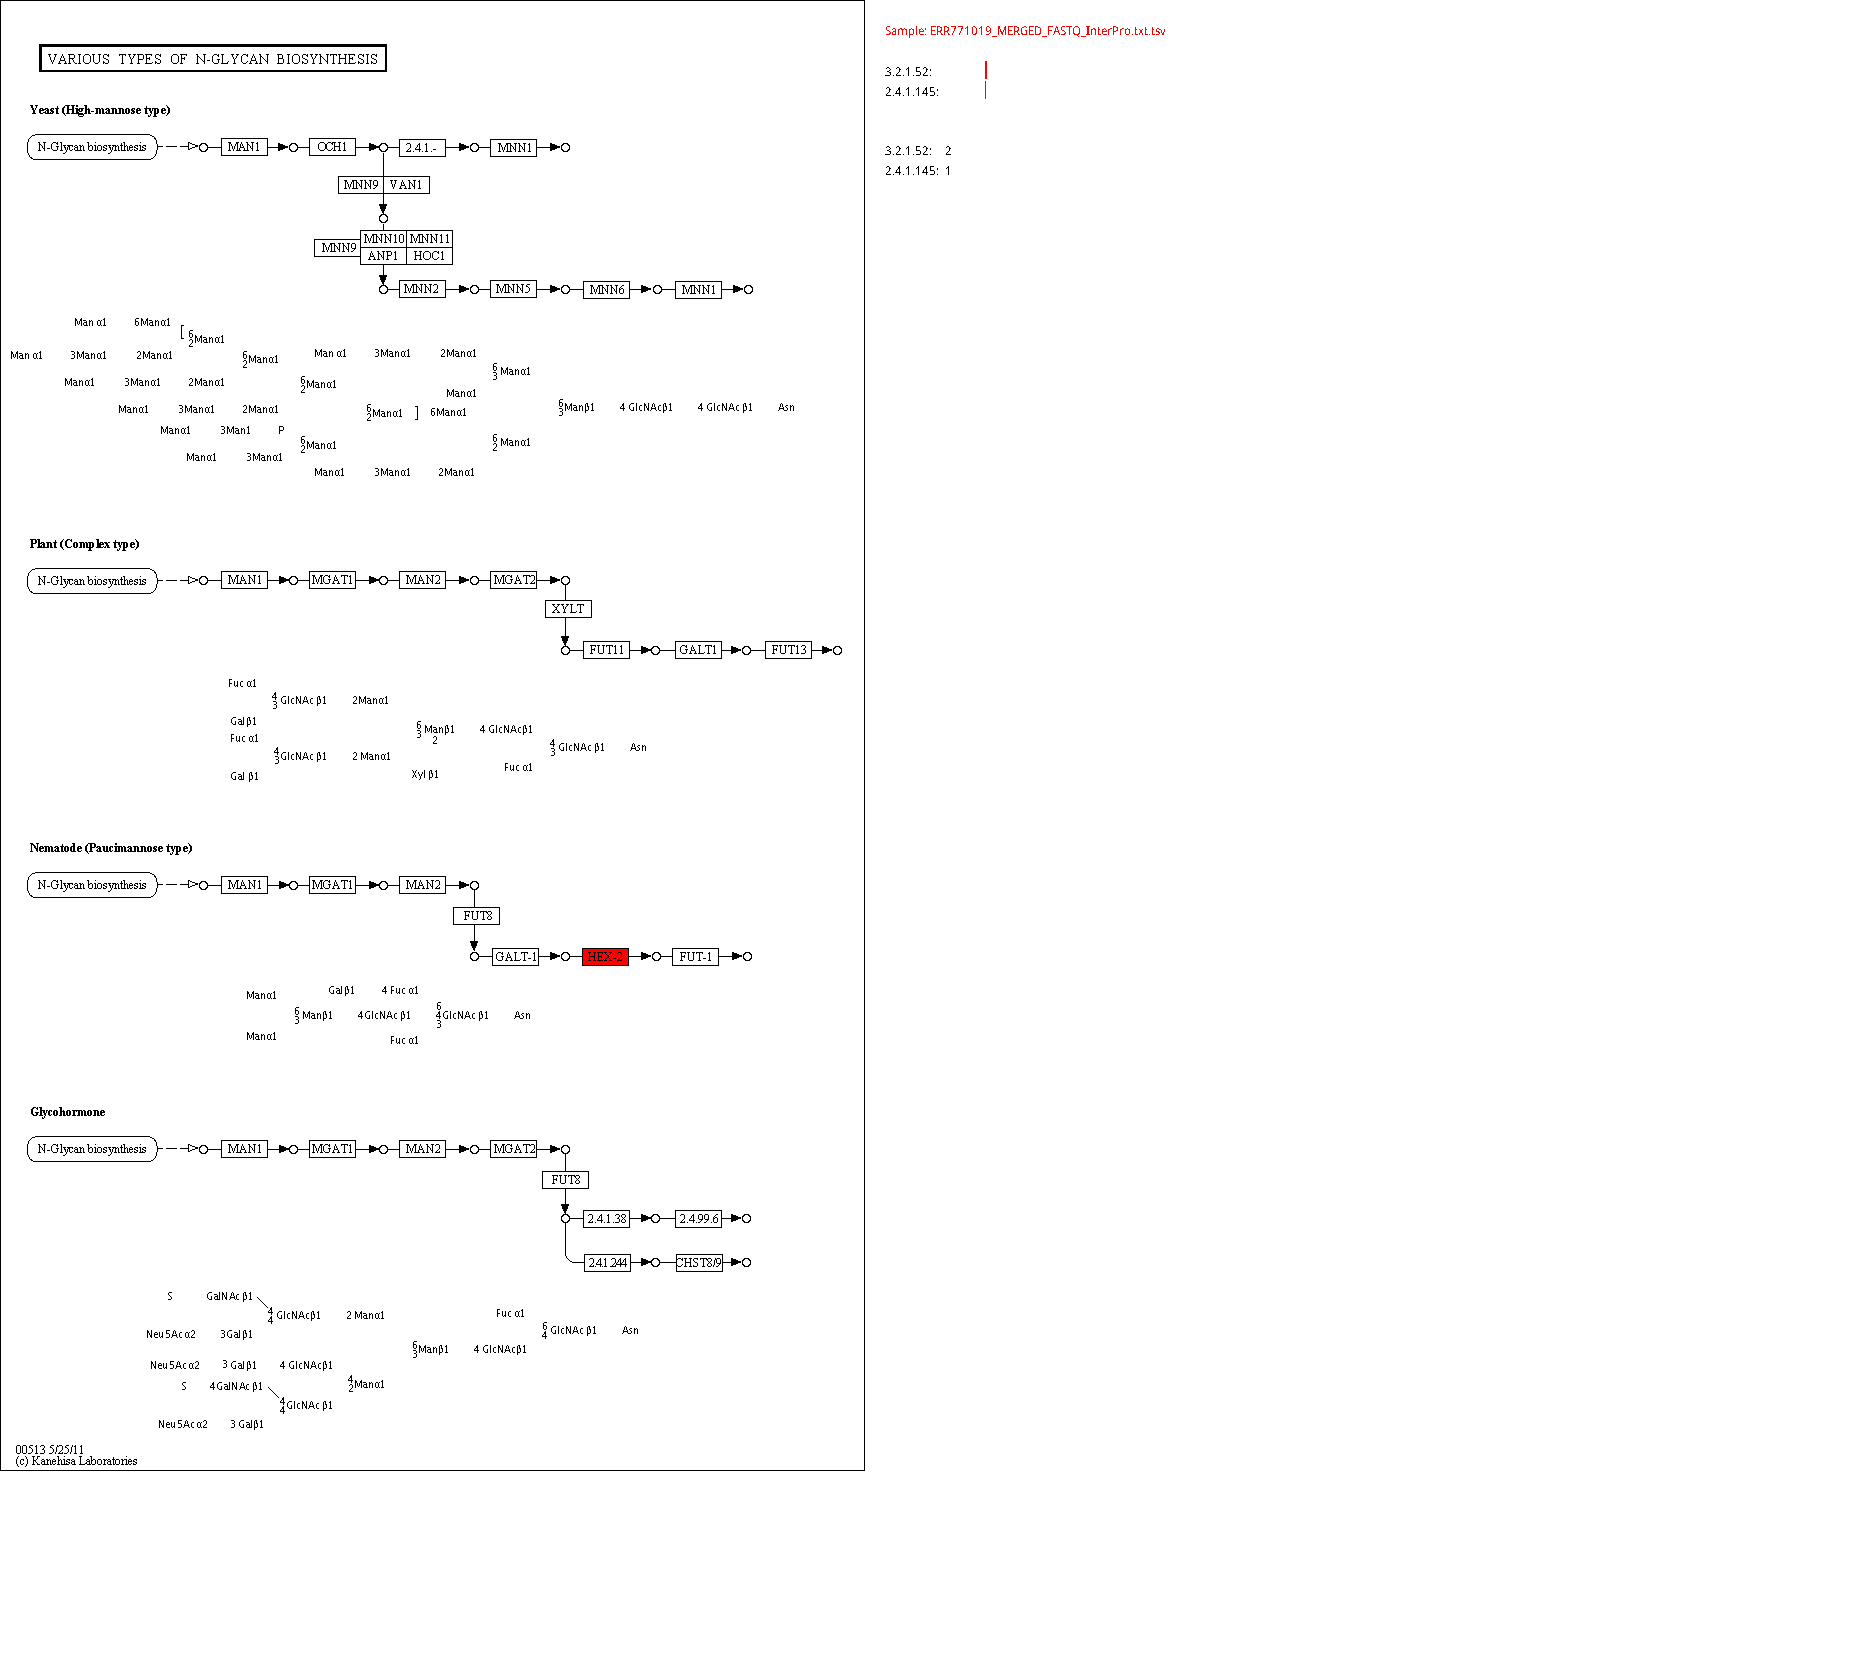 VARIOUS TYPES OF N-GLYCAN BIOSYNTHESIS
Sample: ERR771019_MERGED_FASTQ_InterPro.txt.tsv
3.2.1.52:
2.4.1.145:
3.2.1.52: 2
2.4.1.145: 1
Yeast (High-mannose type)
N-Glycan biosynthesis MAN1 OCH1 2.4.1.- MNN1
MNN9 VAN1
MNN10 MNN11
MNN9
ANP1 HOC1
MNN2 MNN5 MNN6 MNN1
Man α1 6Manα1 [
6
2 Manα1
Man α1 3Manα1 2Manα1
6
2 Manα1
Man α1 3Manα1 2Manα1
6
3 Manα1
Manα1 3Manα1 2Manα1
6
2 Manα1
Manα1
Manα1 3Manα1 2Manα1
6
2 Manα1 ] 6Manα1
6
3 Manβ1 4 GlcNAcβ1 4 GlcNAc β1 Asn
Manα1 3Man1 P
6
2 Manα1
6
2 Manα1
Manα1 3Manα1
Manα1 3Manα1 2Manα1
Plant (Complex type)
N-Glycan biosynthesis MAN1 MGAT1 MAN2 MGAT2
XYLT
FUT11 GALT1 FUT13
Fuc α1
4
3 GlcNAc β1 2Manα1
Galβ1
6
3 Manβ1 4 GlcNAcβ1
2
Fuc α1
4
3 GlcNAc β1 Asn
4
3 GlcNAc β1 2 Manα1
Fuc α1
Gal β1 Xyl β1
Nematode (Paucimannose type)
N-Glycan biosynthesis MAN1 MGAT1 MAN2
FUT8
GALT-1 HEX-2 FUT-1
Manα1 Galβ1 4 Fuc α1
6
3 Manβ1 4GlcNAcβ1
6
4
3 GlcNAc β1 Asn
Manα1 Fuc α1
Glycohormone
N-Glycan biosynthesis MAN1 MGAT1 MAN2 MGAT2
FUT8
2.4.1.38 2.4.99.6
2.4.1.244 CHST8/9
S GalNAc β1
4
4 GlcNAcβ1 2 Manα1 Fuc α1
Neu5Ac α2 3Galβ1
6
4 GlcNAc β1 Asn
6
3 Manβ1 4 GlcNAcβ1
Neu5Ac α2 3 Galβ1 4 GlcNAcβ1
S 4GalNAc β1
4
2 Manα1
4
4 GlcNAc β1
Neu5Ac α2 3 Galβ1
00513 5/25/11
(c) Kanehisa Laboratories